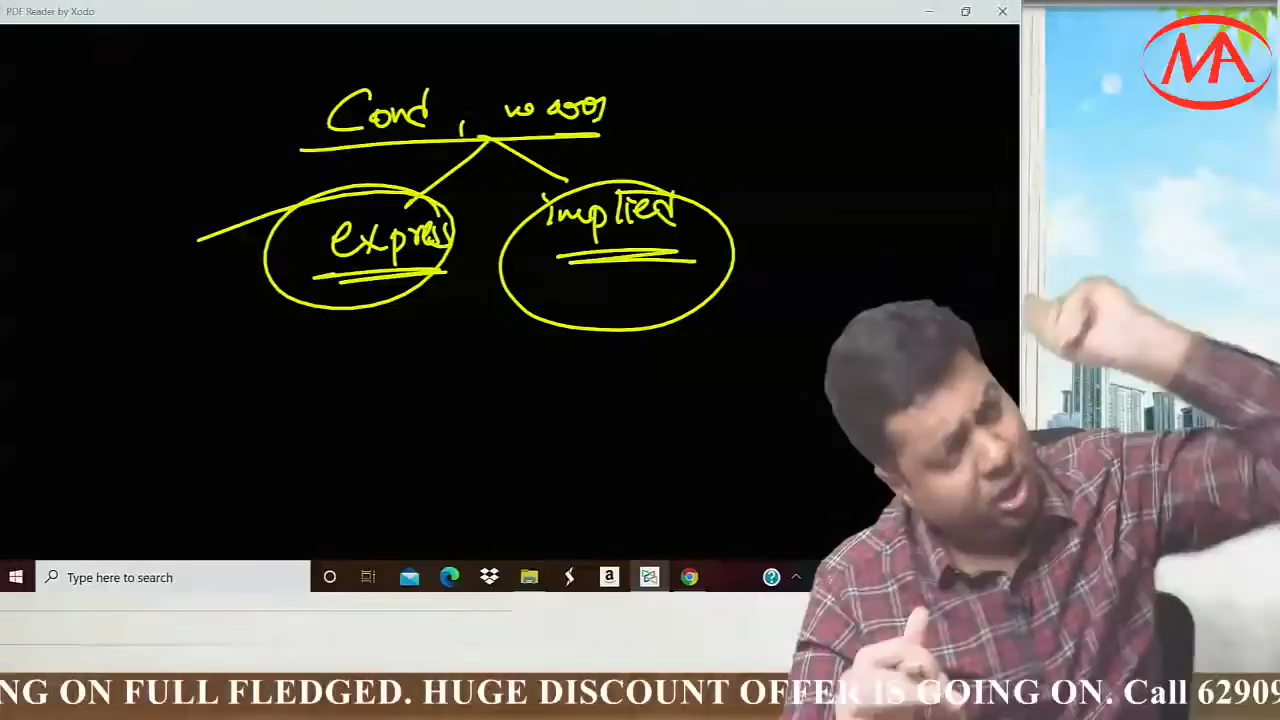 PDF Reader by Xodo
MA
Cond,
express
implied
Type here to search
NG ON FULL FLEDGED. HUGE DISCOUNT OFFER IS GOING ON. Call 62909